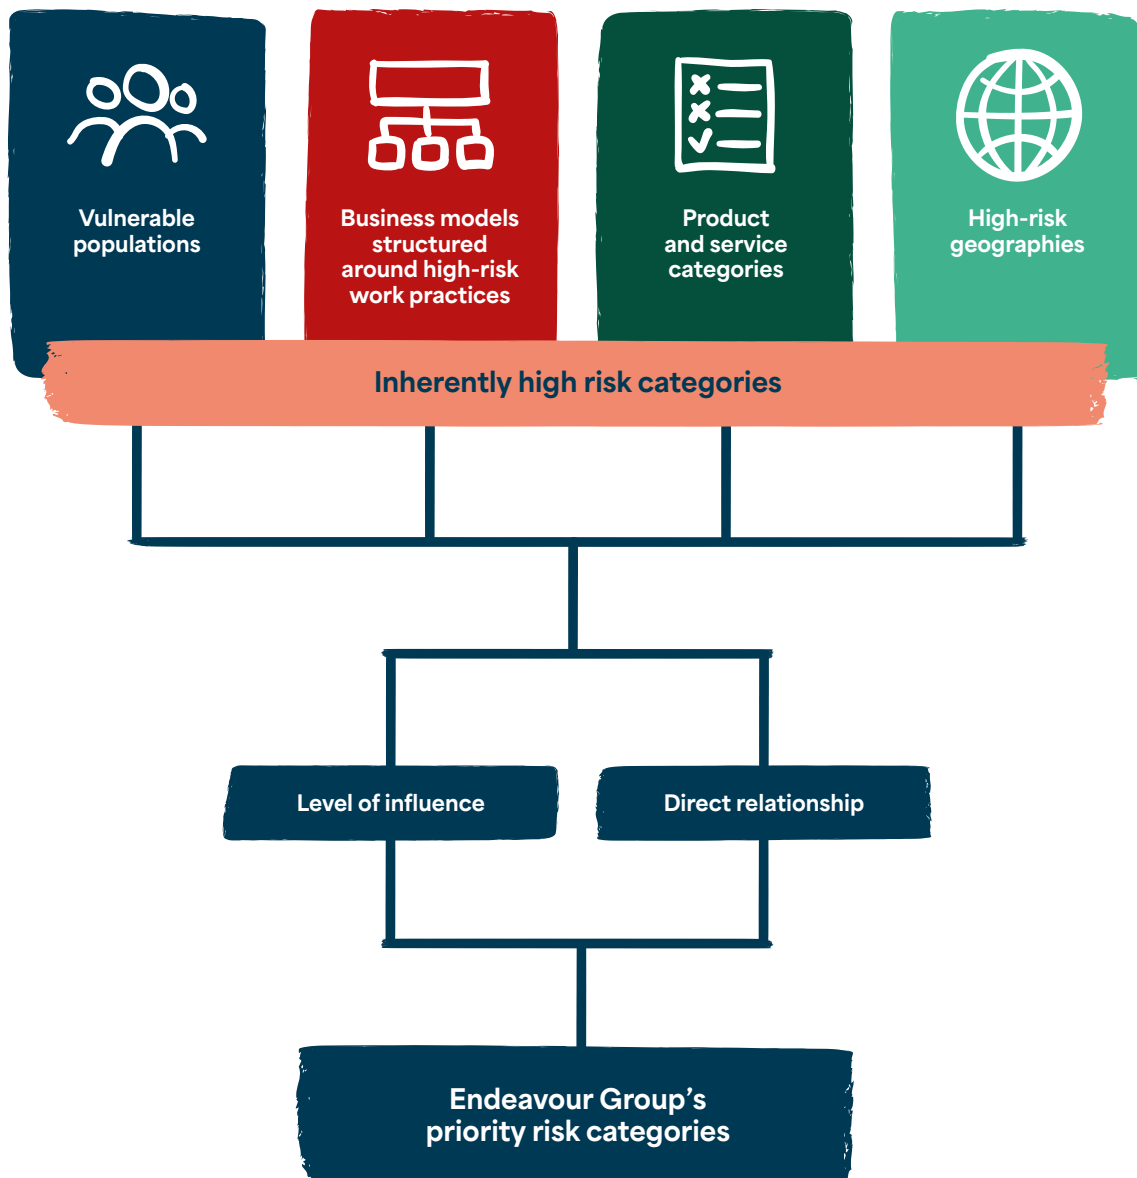 Vulnerable
populations
Business models
structured
around high-risk
work practices
Product
and service
categories
High-risk
geographies
Inherently high risk categories
Level of influence
Direct relationship
Endeavour Group’s
priority risk categories